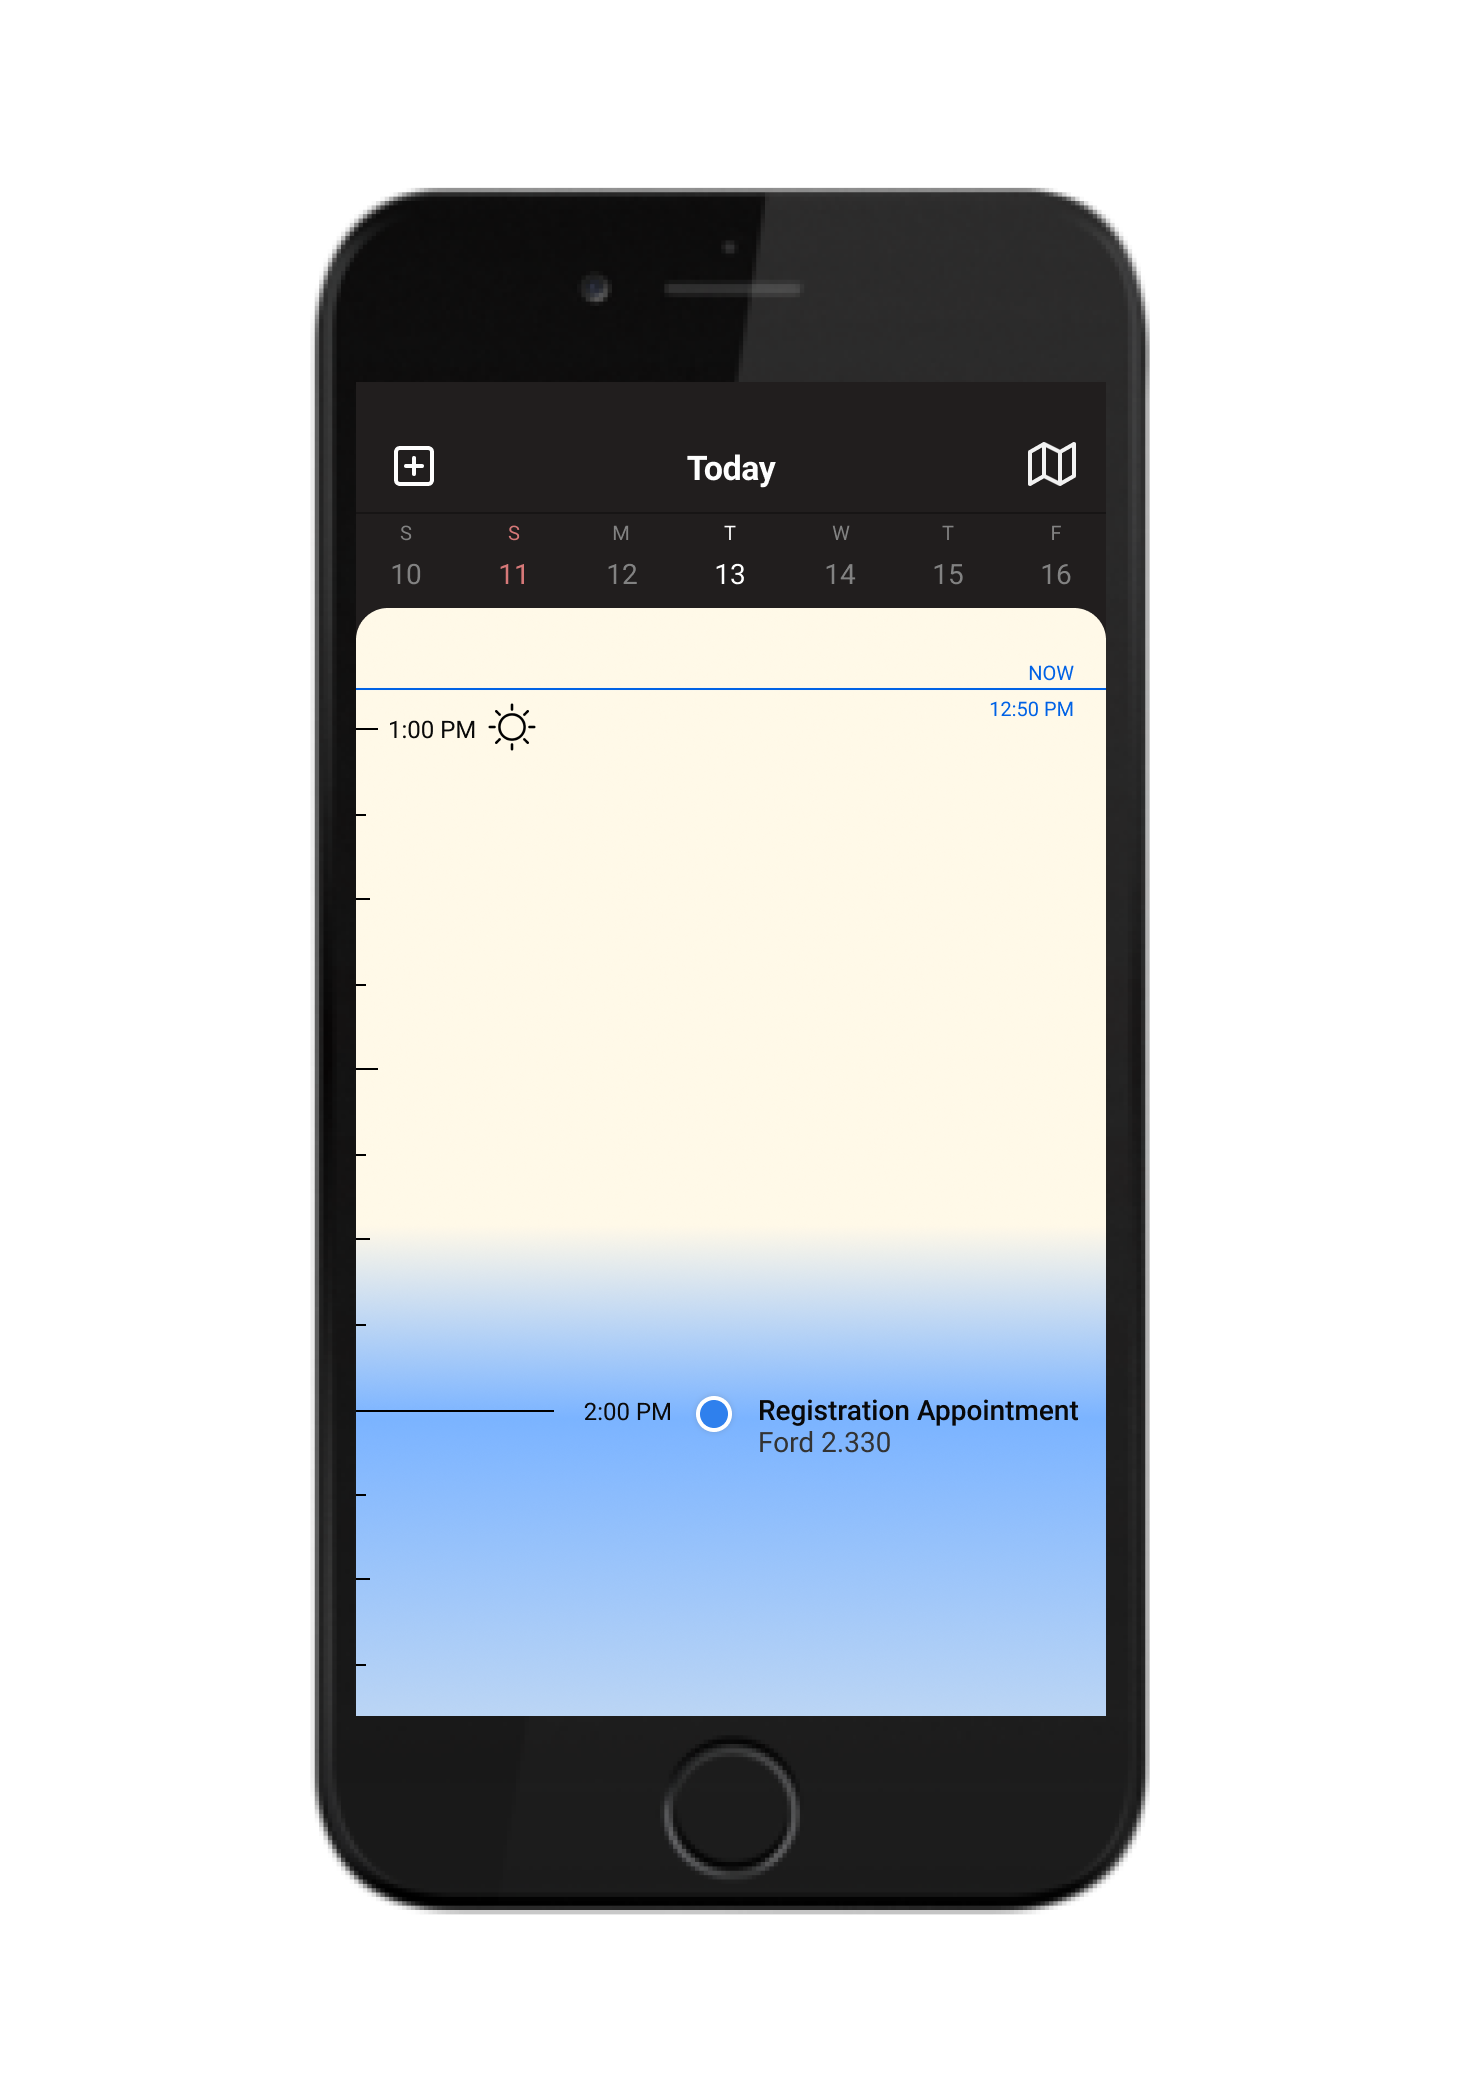 Today
S S M T W T F
10 11 12 13 14 15 16
NOW
12:50 PM
1:00 PM
2:00 PM Registration Appointment
Ford 2.330